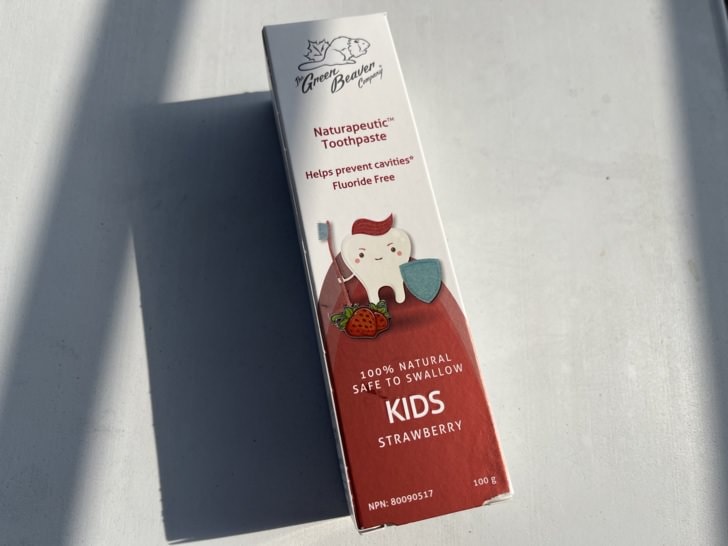 The Green Beaver Company
Naturapeutic™
Toothpaste
Helps prevent cavities*
Fluoride Free
100% NATURAL
SAFE TO SWALLOW
KIDS
STRAWBERRY
NPN: 80090517
100 g